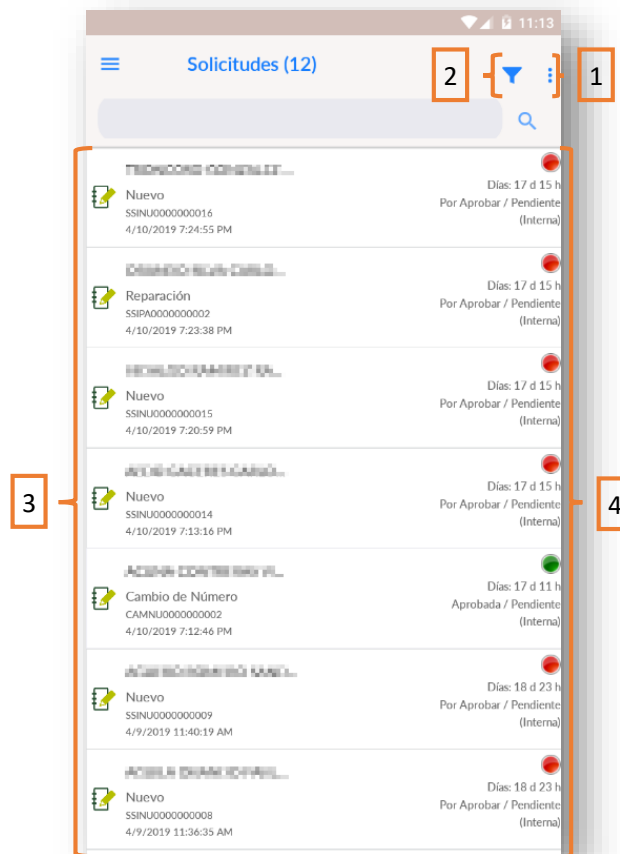 11:13
Solicitudes (12)
2
1
Días: 17 d 15 h
Nuevo
Por Aprobar / Pendiente
SSINU0000000016
(Interna)
4/10/2019 7:24:55 PM
Días: 17 d 15 h
Reparación
Por Aprobar / Pendiente
SSIPA0000000002
(Interna)
4/10/2019 7:23:38 PM
Días: 17 d 15 h
Nuevo
Por Aprobar / Pendiente
SSINU0000000015
(Interna)
4/10/2019 7:20:59 PM
3
4
Días: 17 d 15 h
Nuevo
Por Aprobar / Pendiente
SSINU0000000014
(Interna)
4/10/2019 7:13:16 PM
Días: 17 d 11 h
Cambio de Número
Aprobada / Pendiente
CAMNU0000000002
(Interna)
4/10/2019 7:12:46 PM
Días: 18 d 23 h
Nuevo
Por Aprobar / Pendiente
SSINU0000000009
(Interna)
4/9/2019 11:40:19 AM
Días: 18 d 23 h
Nuevo
Por Aprobar / Pendiente
SSINU0000000008
(Interna)
4/9/2019 11:36:35 AM